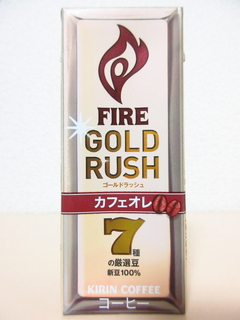 FIRE
GOLD
RUSH
ゴールドラッシュ
カフェオレ
7種
の厳選豆
新豆100%
KIRIN COFFEE
コーヒー